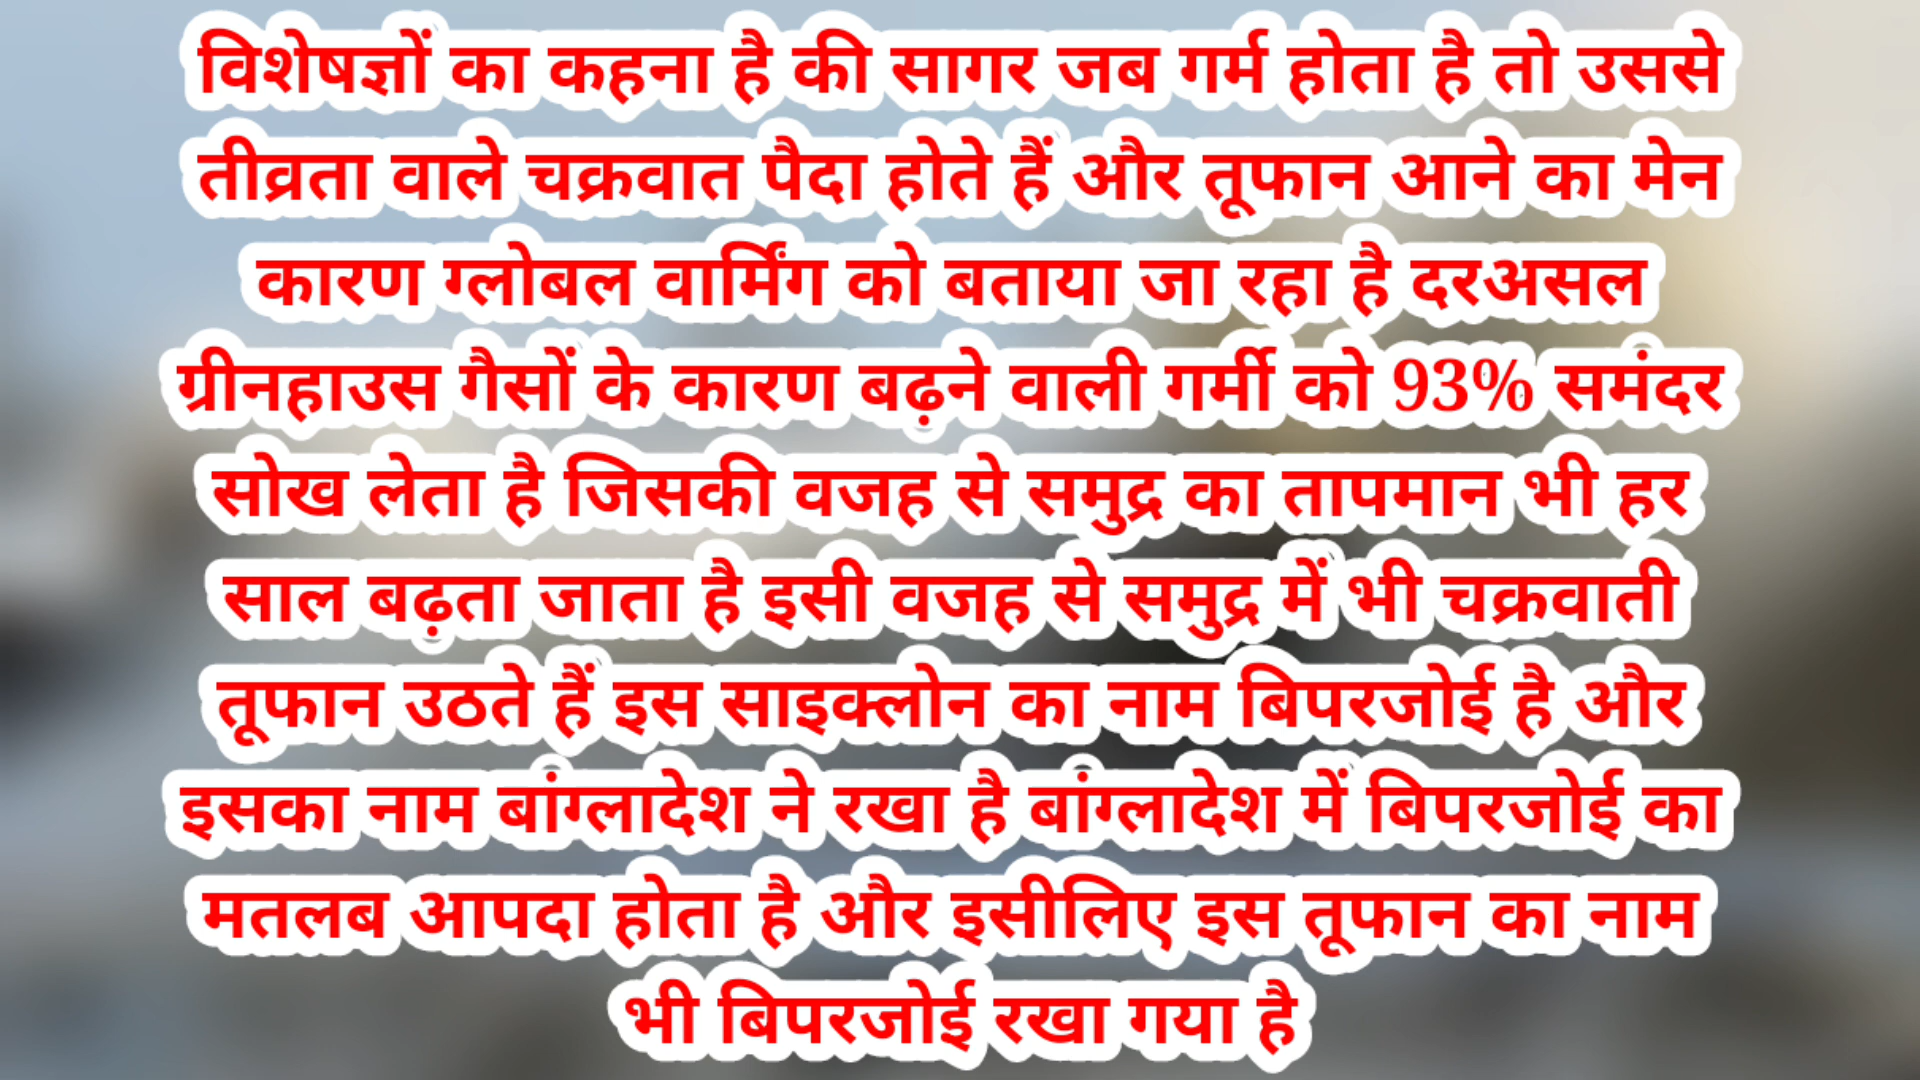 विशेषज्ञों का कहना है की सागर जब गर्म होता है तो उससे
तीव्रता वाले चक्रवात पैदा होते हैं और तूफान आने का मेन
कारण ग्लोबल वार्मिंग को बताया जा रहा है दरअसल
ग्रीनहाउस गैसों के कारण बढ़ने वाली गर्मी को 93% समंदर
सोख लेता है जिसकी वजह से समुद्र का तापमान भी हर
साल बढ़ता जाता है इसी वजह से समुद्र में भी चक्रवाती
तूफान उठते हैं इस साइक्लोन का नाम बिपरजोई है और
इसका नाम बांग्लादेश ने रखा है बांग्लादेश में बिपरजोई का
मतलब आपदा होता है और इसीलिए इस तूफान का नाम
भी बिपरजोई रखा गया है